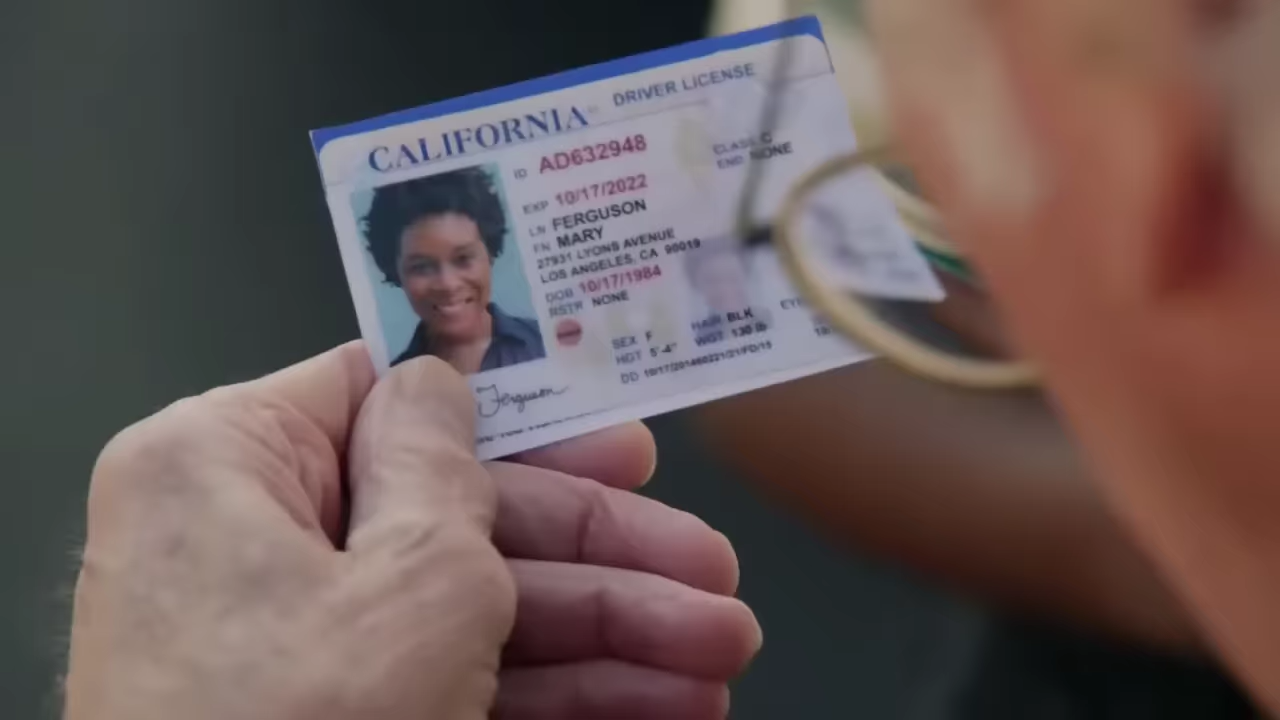 CALIFORNIA DRIVER LICENSE
ID AD632948
CLASS C
EXP 10/17/2022
END NONE
LN FERGUSON
FN MARY
27931 LYONS AVENUE
LOS ANGELES, CA 90019
DOB 10/17/1984
RSTR NONE
SEX F
HAIR BLK
HGT 5'-4"
WGT 130 lb
DD
Ferguson